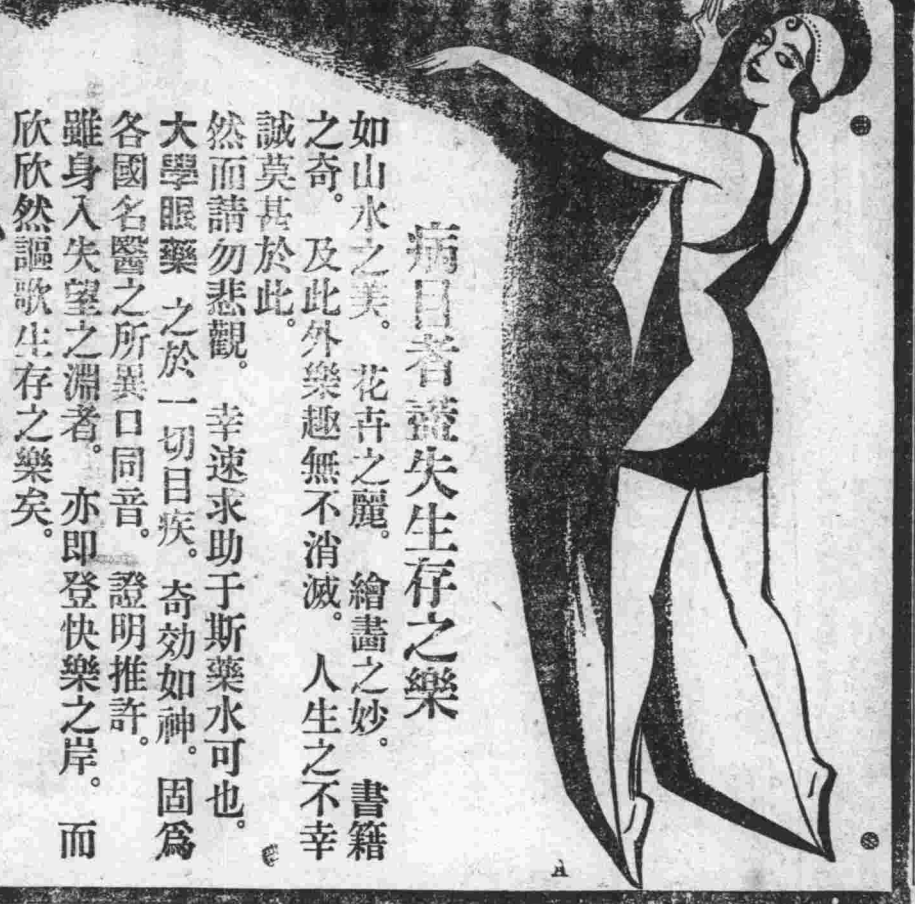 病目者盡失生存之樂
如山水之美。花卉之麗。繪畵之妙。書籍
之奇。及此外樂趣無不消滅。人生之不幸
誠莫甚於此。
然而請勿悲觀。幸速求助于斯藥水可也。
大學眼藥 之於一切目疾。奇効如神。固爲
各國名醫之所異口同音。證明推許。
雖身入失望之淵者。亦即登快樂之岸。而
欣欣然謳歌生存之樂矣。
A